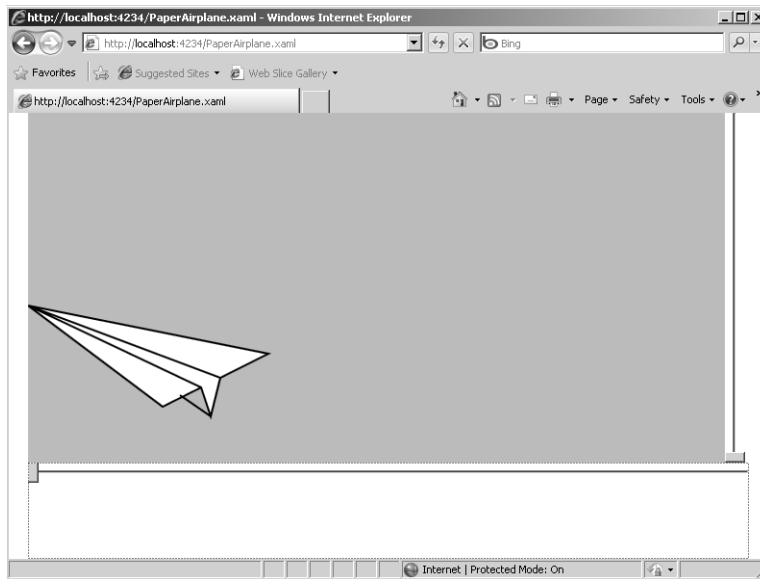 http://localhost:4234/PaperAirplane.xaml - Windows Internet Explorer
http://localhost:4234/PaperAirplane.xaml
Bing
Favorites Suggested Sites Web Slice Gallery
http://localhost:4234/PaperAirplane.xaml Page Safety Tools
Internet | Protected Mode: On